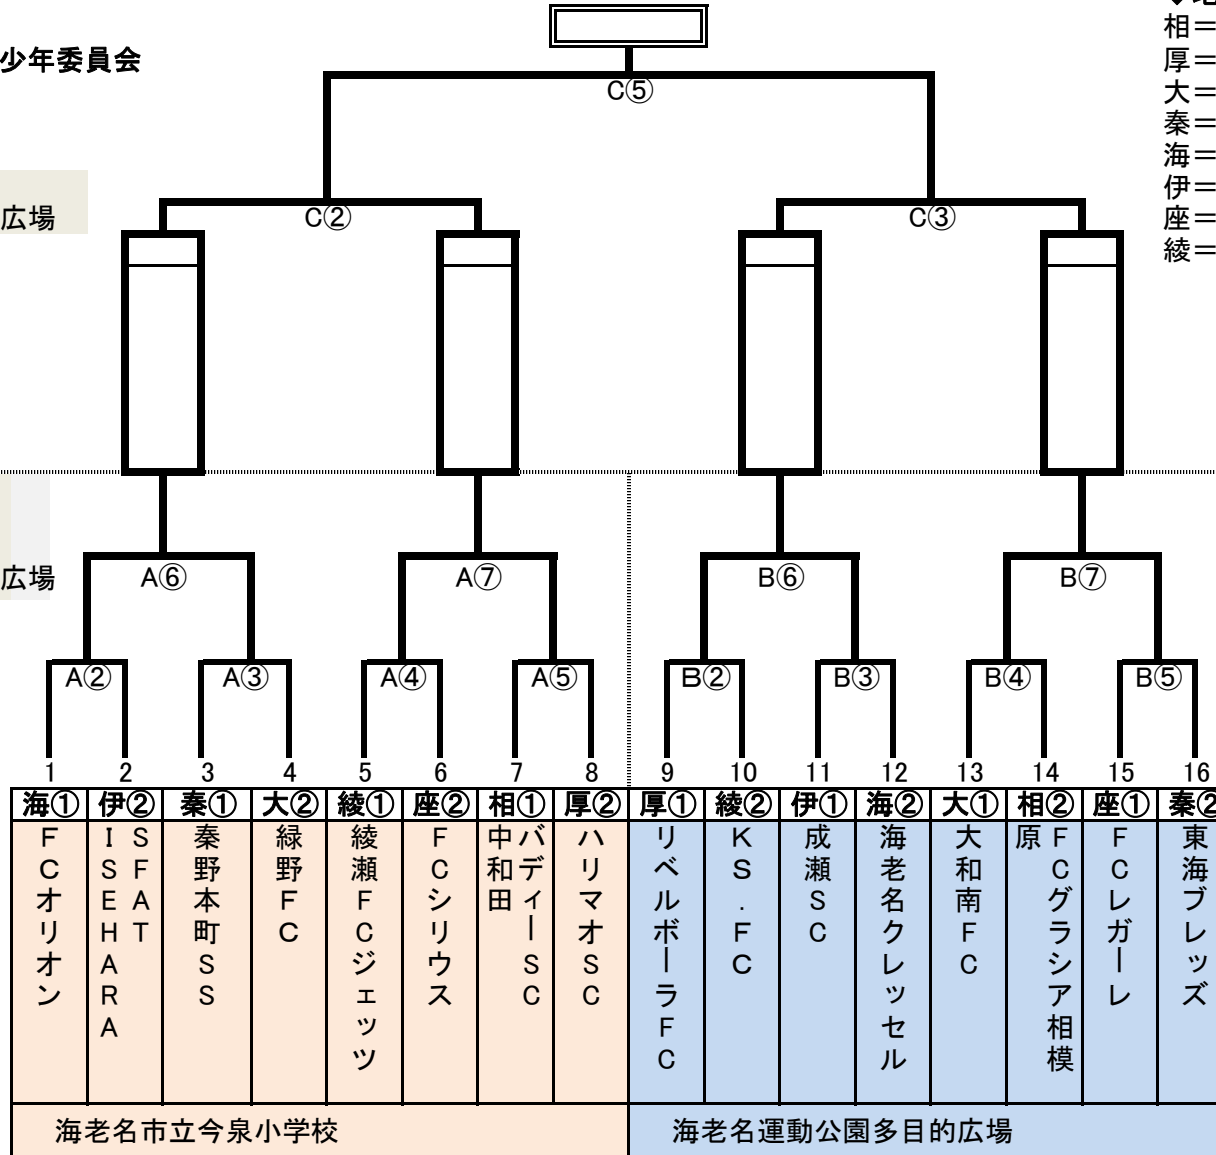 少年委員会
相＝
厚＝
大＝
秦＝
海＝
伊＝
座＝
綾＝
C⑤
広場
C②
C③
広場
A⑥
A⑦
B⑥
B⑦
A②
A③
A④
A⑤
B②
B③
B④
B⑤
1 2 3 4 5 6 7 8 9 10 11 12 13 14 15 16
海① 伊② 秦① 大② 綾① 座② 相① 厚② 厚① 綾② 伊① 海② 大① 相② 座① 秦②
FCオリオン
SFAT
ISEHARA
秦野本町SS
緑野FC
綾瀬FCジェッツ
FCシリウス
バディーSC
中和田
ハリマオSC
リベルボーラFC
KS.FC
成瀬SC
海老名クレッセル
大和南FC
FCグラシア相模
原
FCレガーレ
東海ブレッズ
海老名市立今泉小学校
海老名運動公園多目的広場